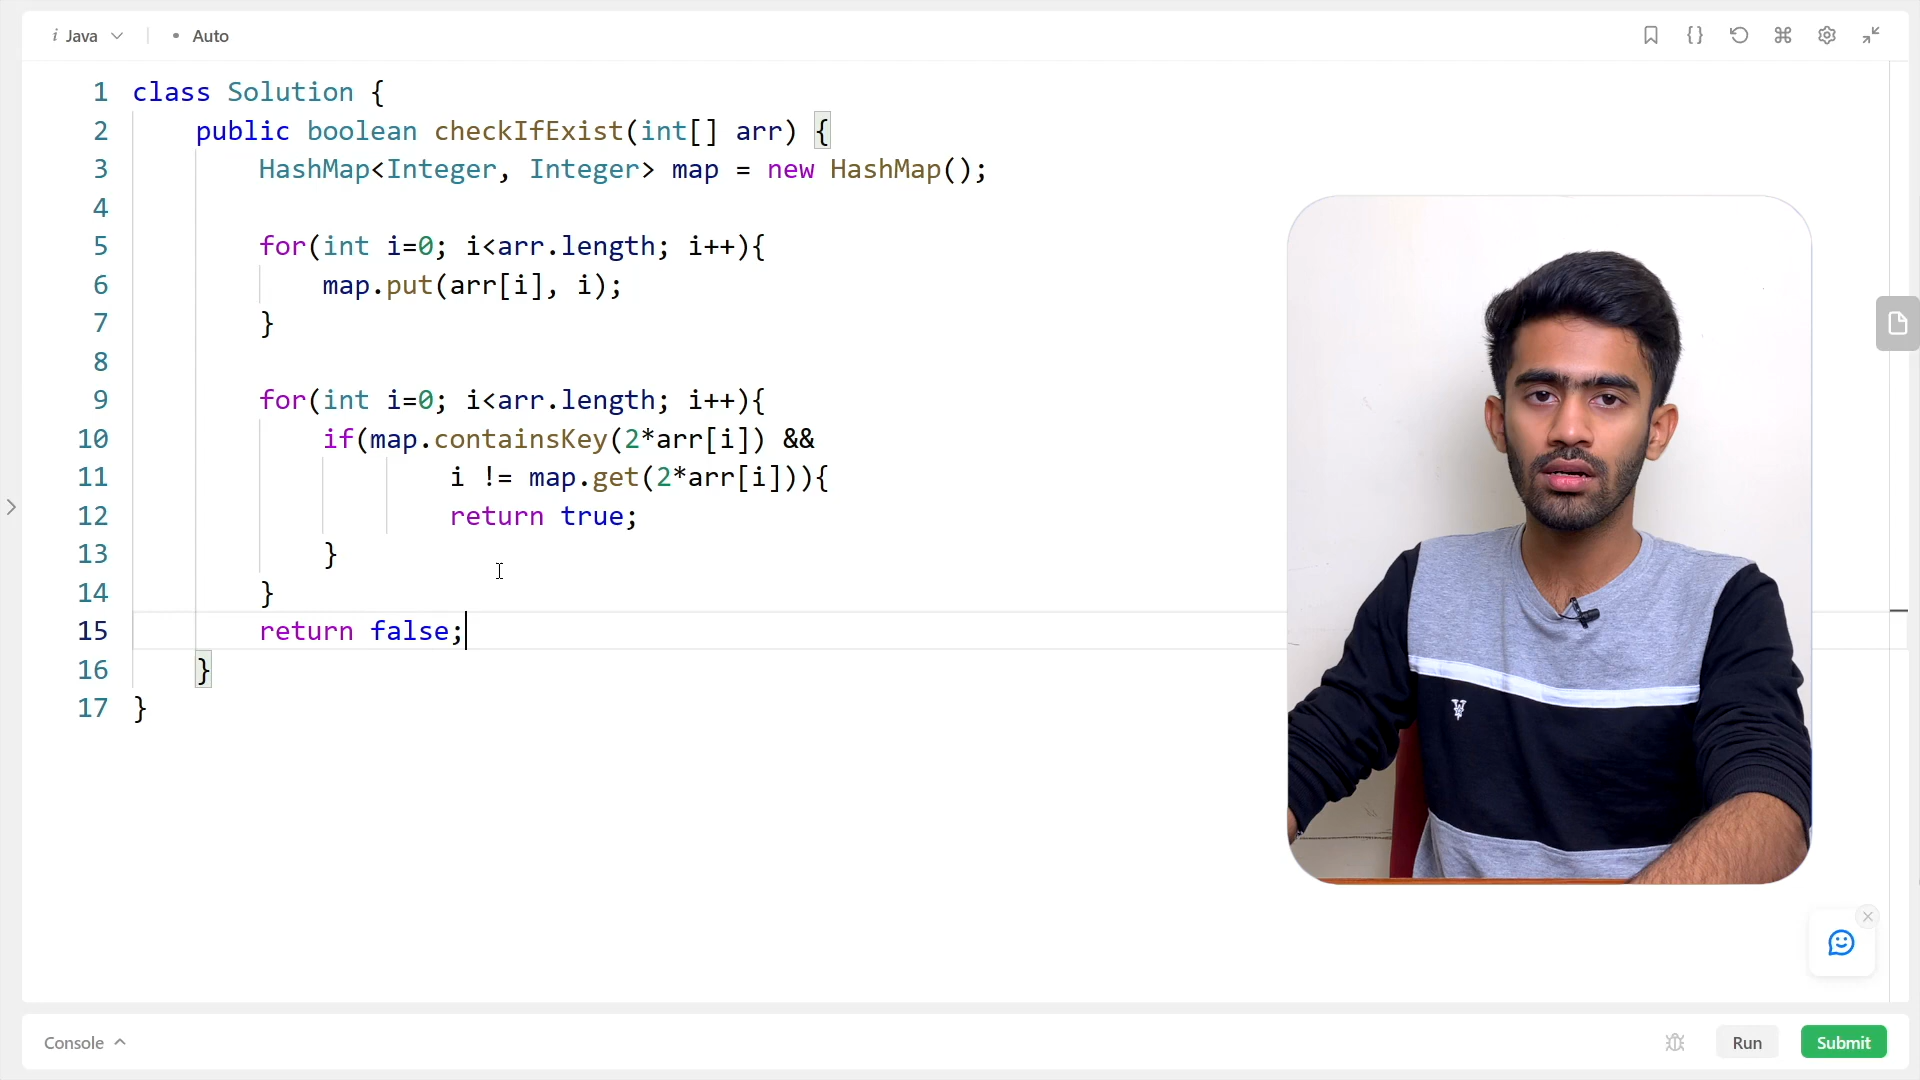 i Java
Auto
1 class Solution {
2 public boolean checkIfExist(int[] arr) {
3 HashMap<Integer, Integer> map = new HashMap();
4
5 for(int i=0; i<arr.length; i++){
6 map.put(arr[i], i);
7 }
8
9 for(int i=0; i<arr.length; i++){
10 if(map.containsKey(2*arr[i]) &&
11 i != map.get(2*arr[i])){
12 return true;
13 }
14 }
15 return false;
16 }
17 }
Console
Run
Submit